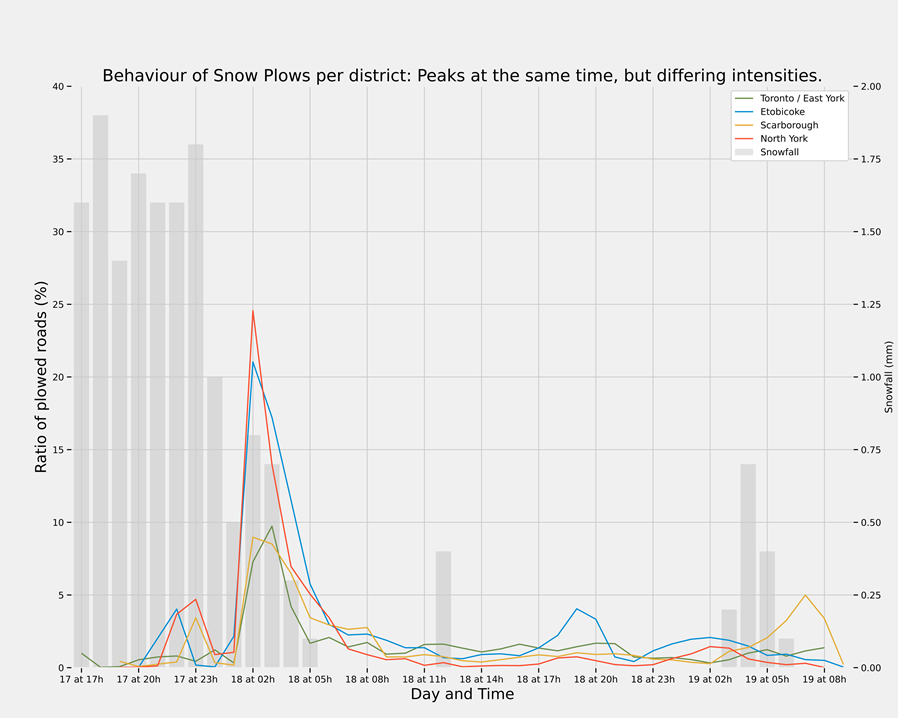 Behaviour of Snow Plows per district: Peaks at the same time, but differing intensities.
40
35
30
25
20
15
10
5
0
Ratio of plowed roads (%)
2.00
1.75
1.50
1.25
1.00
0.75
0.50
0.25
0.00
Snowfall (mm)
Toronto / East York
Etobicoke
Scarborough
North York
Snowfall
17 at 17h 17 at 20h 17 at 23h 18 at 02h 18 at 05h 18 at 08h 18 at 11h 18 at 14h 18 at 17h 18 at 20h 18 at 23h 19 at 02h 19 at 05h 19 at 08h
Day and Time